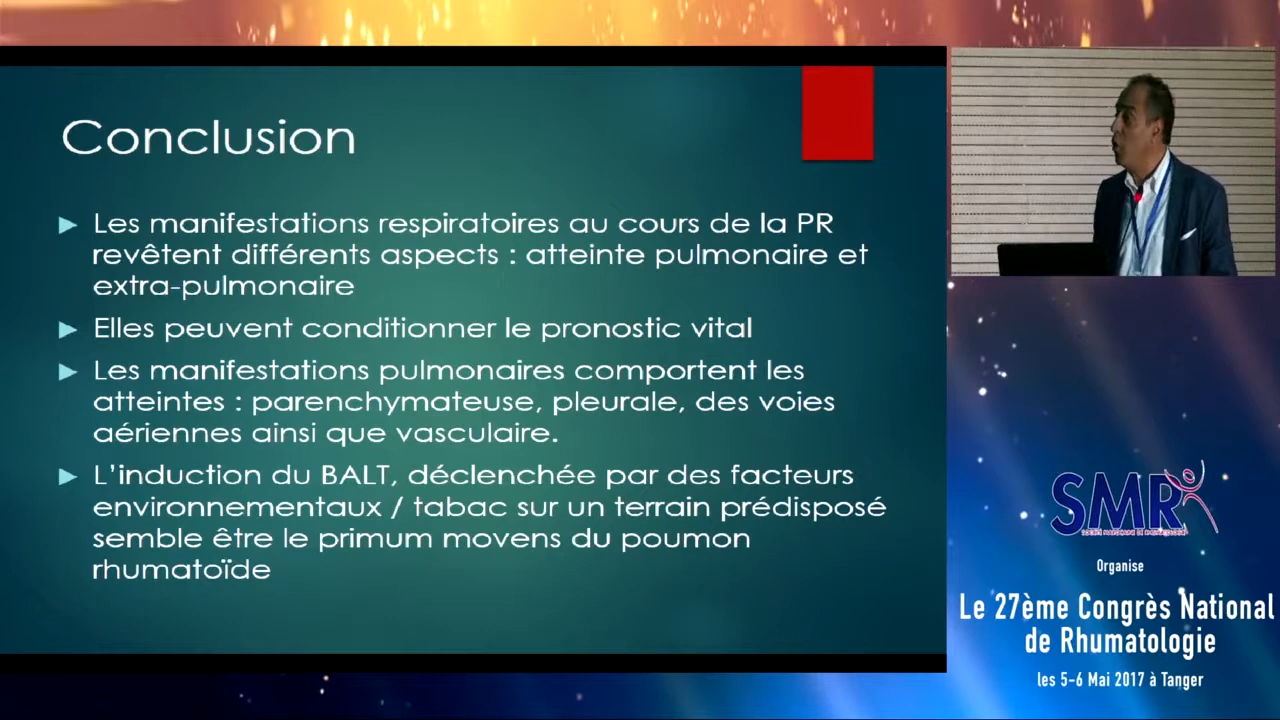 Conclusion
Les manifestations respiratoires au cours de la PR
revêtent différents aspects : atteinte pulmonaire et
extra-pulmonaire
Elles peuvent conditionner le pronostic vital
Les manifestations pulmonaires comportent les
atteintes : parenchymateuse, pleurale, des voies
aériennes ainsi que vasculaire.
L'induction du BALT, déclenchée par des facteurs
environnementaux / tabac sur un terrain prédisposé
semble être le primum movens du poumon
rhumatoïde
SMR
Organise
Le 27ème Congrès National
de Rhumatologie
les 5-6 Mai 2017 à Tanger